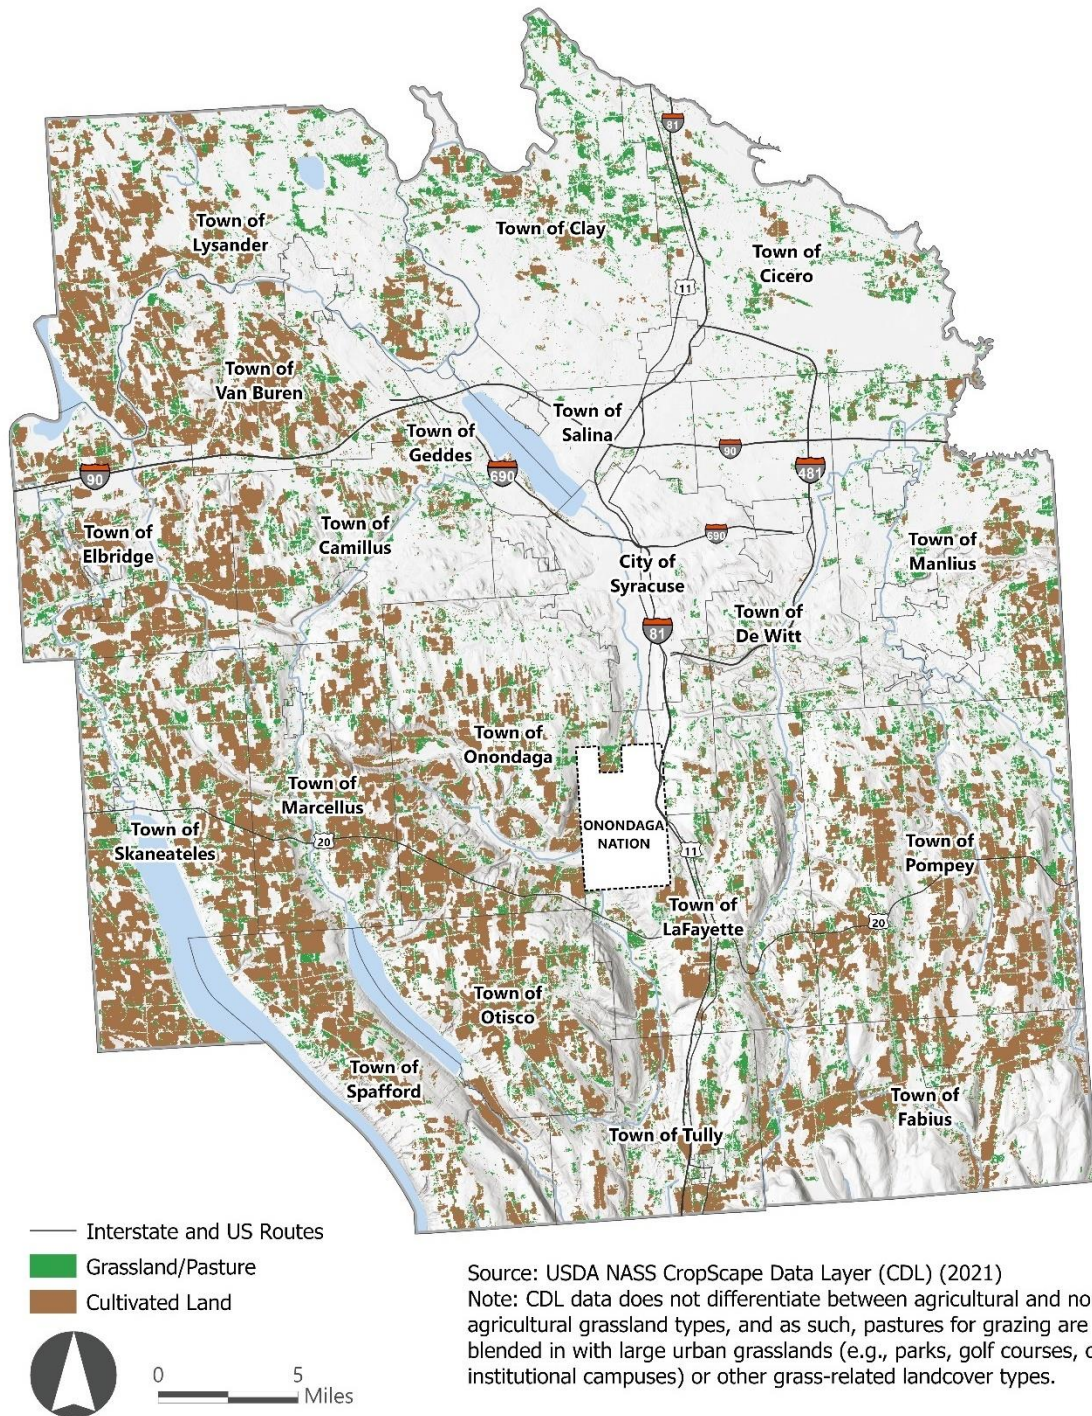 81
Town of
Lysander
Town of Clay
Town of
Cicero
11
Town of
Van Buren
Town of
Salina
Town of
Geddes
90
690
481
90
Town of
Elbridge
Town of
Camillus
690
Town of
Manlius
City of
Syracuse
Town of
De Witt
81
Town of
Onondaga
Town of
Marcellus
ONONDAGA
NATION
Town of
Skaneateles
20
11
Town of
Pompey
Town of
LaFayette
20
Town of
Otisco
Town of
Spafford
Town of
Fabius
Town of Tully
Interstate and US Routes
Grassland/Pasture
Cultivated Land
0 5
Miles
Source: USDA NASS CropScape Data Layer (CDL) (2021)
Note: CDL data does not differentiate between agricultural and no
agricultural grassland types, and as such, pastures for grazing are
blended in with large urban grasslands (e.g., parks, golf courses,
institutional campuses) or other grass-related landcover types.